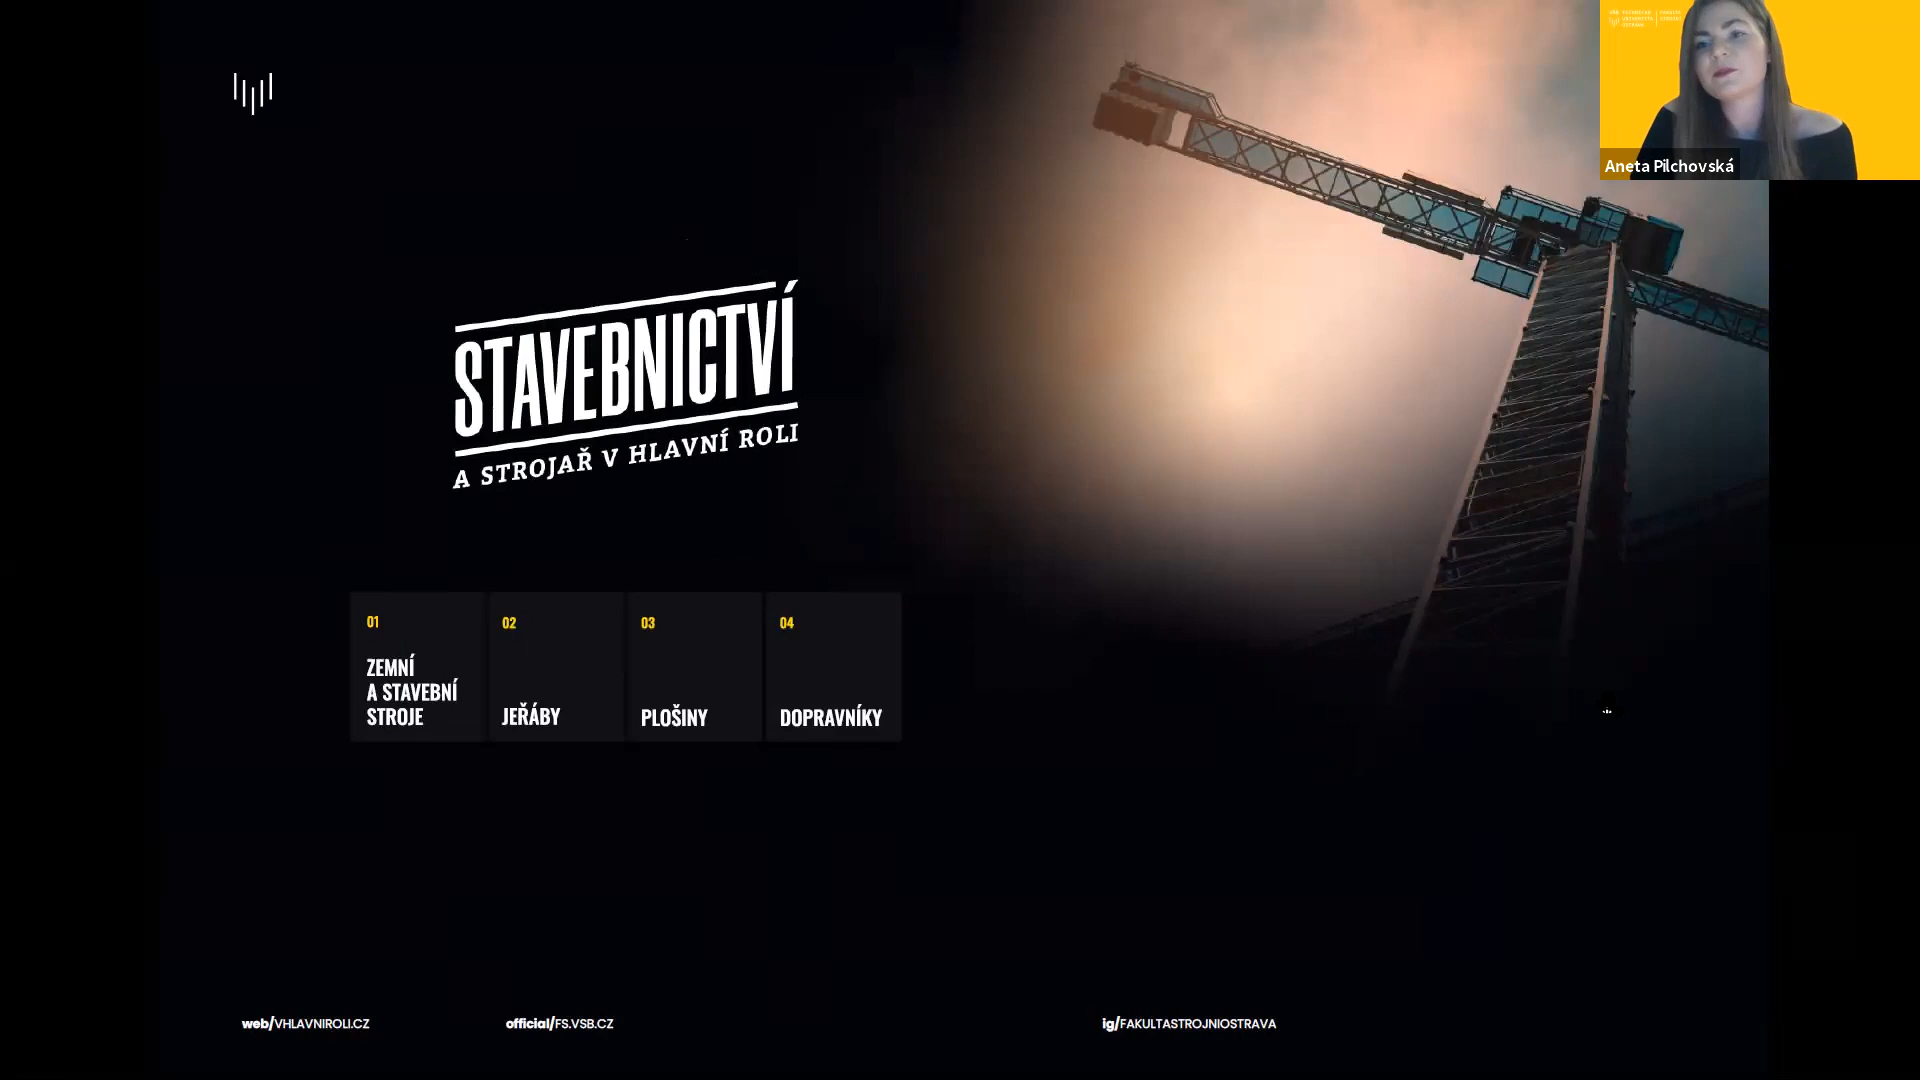 STAVEBNICTVÍ
A STROJAŘ V HLAVNÍ ROLI
01
ZEMNÍ
A STAVEBNÍ
STROJE
02
JEŘÁBY
03
PLOŠINY
04
DOPRAVNÍKY
web/VHLAVNIROLI.CZ
official/FS.VSB.CZ
ig/FAKULTASTROJNIOSTRAVA
Aneta Pilchovská